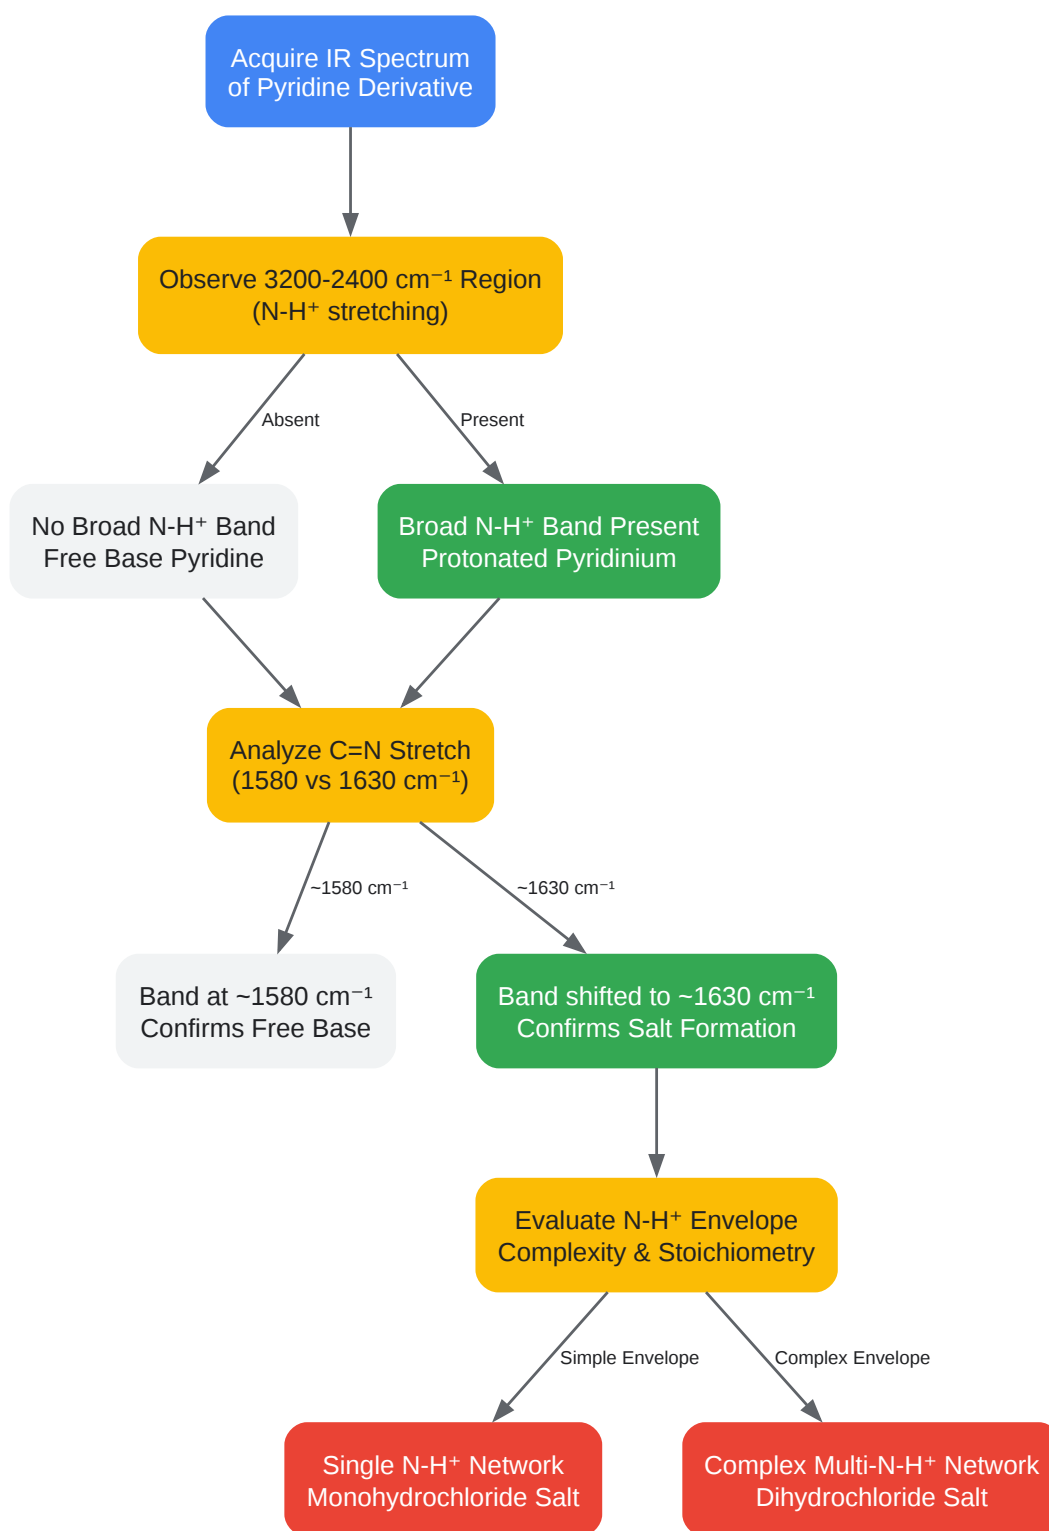 Acquire IR Spectrum
of Pyridine Derivative
Observe 3200-2400 cm⁻¹ Region
(N-H⁺ stretching)
Absent
Present
No Broad N-H⁺ Band
Free Base Pyridine
Broad N-H⁺ Band Present
Protonated Pyridinium
Analyze C=N Stretch
(1580 vs 1630 cm⁻¹)
~1580 cm⁻¹
~1630 cm⁻¹
Band at ~1580 cm⁻¹
Confirms Free Base
Band shifted to ~1630 cm⁻¹
Confirms Salt Formation
Evaluate N-H⁺ Envelope
Complexity & Stoichiometry
Simple Envelope
Complex Envelope
Single N-H⁺ Network
Monohydrochloride Salt
Complex Multi-N-H⁺ Network
Dihydrochloride Salt